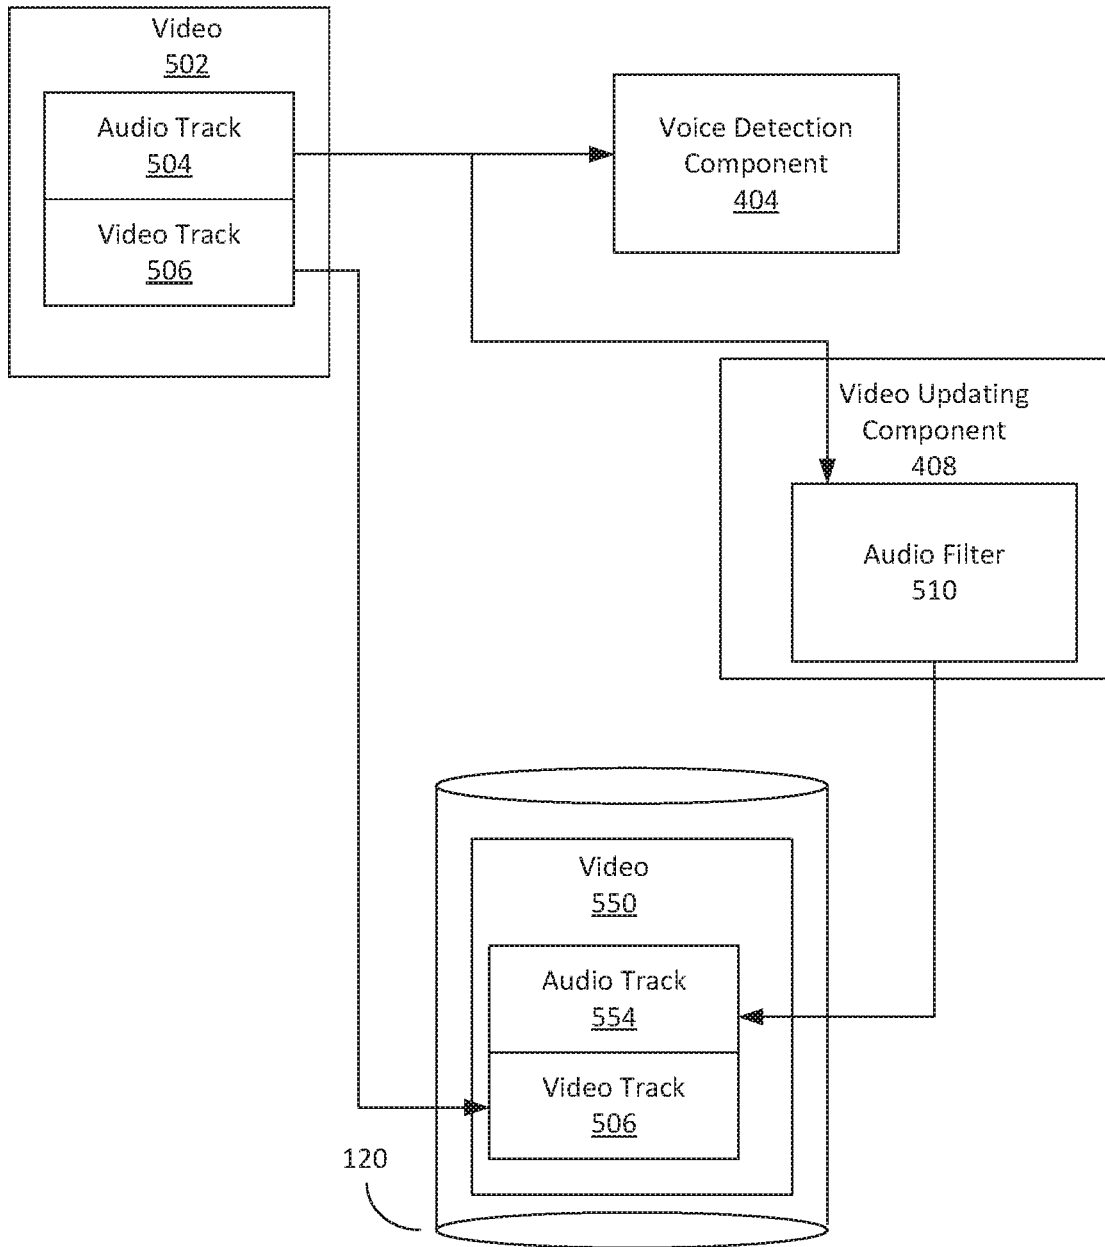 Video
502
Audio Track
504
Video Track
506
Voice Detection
Component
404
Video Updating
Component
408
Audio Filter
510
Video
550
Audio Track
554
Video Track
506
120